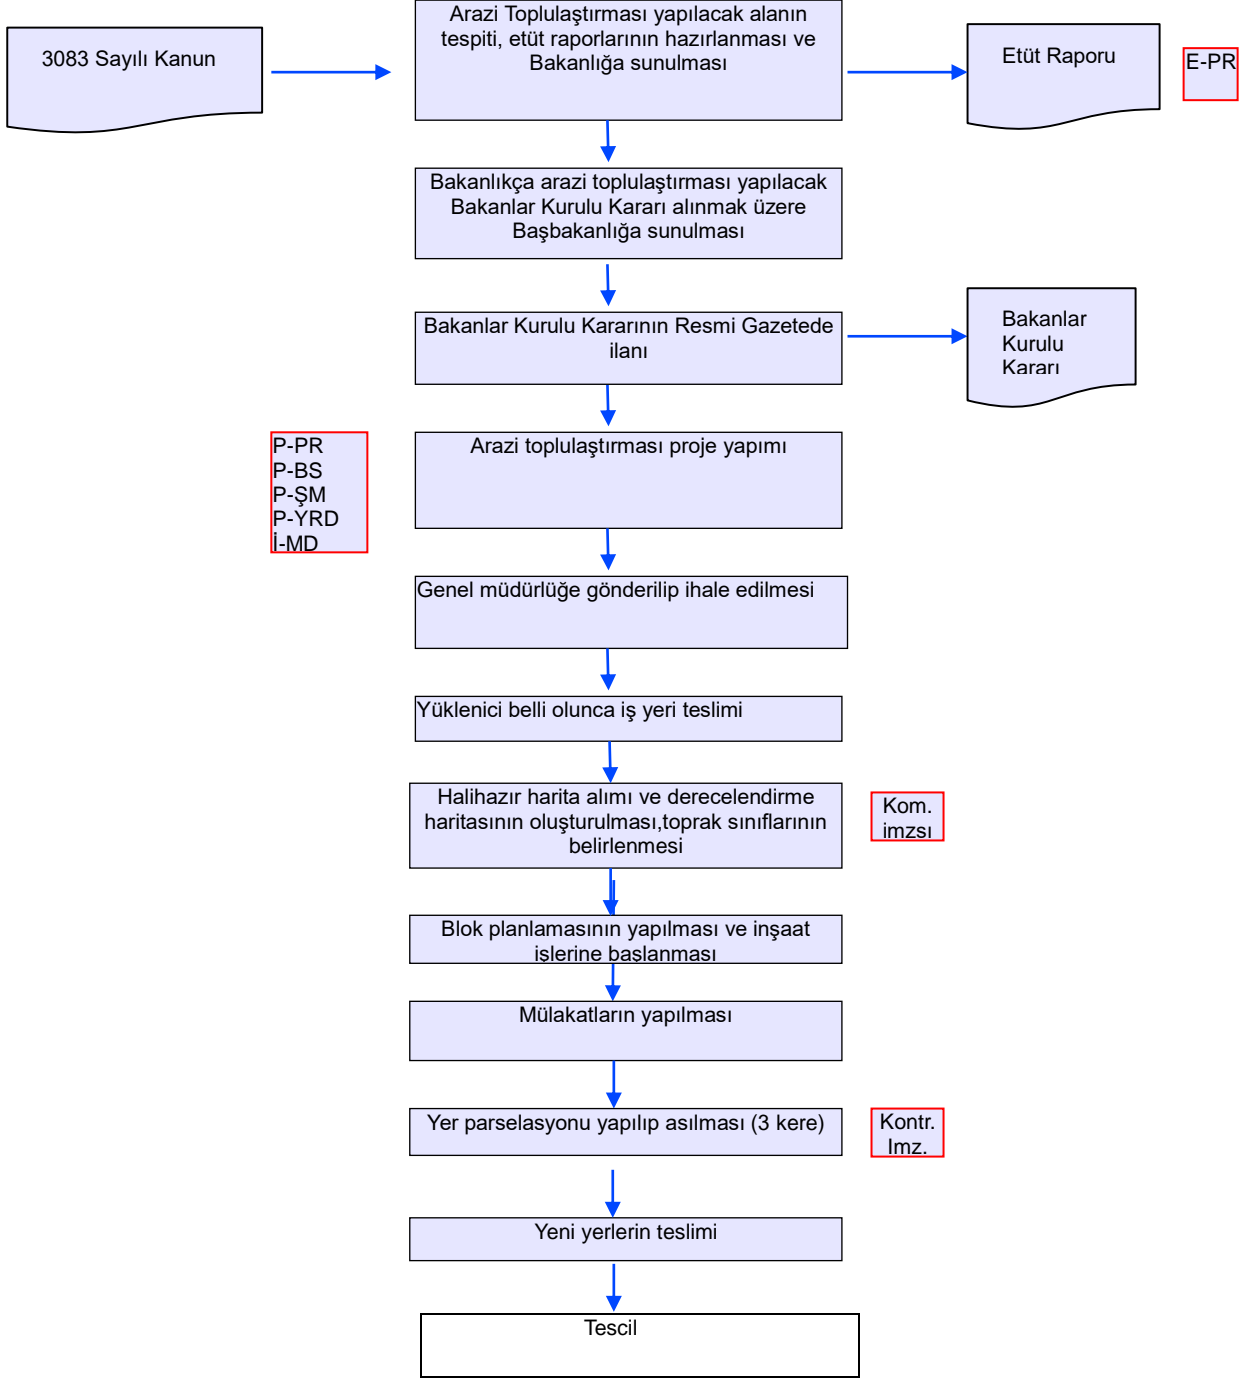 3083 Sayılı Kanun
Arazi Toplulaştırması yapılacak alanın
tespiti, etüt raporlarının hazırlanması ve
Bakanlığa sunulması
Etüt Raporu
E-PR
Bakanlıkça arazi toplulaştırması yapılacak
Bakanlar Kurulu Kararı alınmak üzere
Başbakanlığa sunulması
Bakanlar Kurulu Kararının Resmi Gazetede
ilanı
Bakanlar
Kurulu
Kararı
P-PR
P-BS
P-ŞM
P-YRD
İ-MD
Arazi toplulaştırması proje yapımı
Genel müdürlüğe gönderilip ihale edilmesi
Yüklenici belli olunca iş yeri teslimi
Halihazır harita alımı ve derecelendirme
haritasının oluşturulması,toprak sınıflarının
belirlenmesi
Kom.
imzsı
Blok planlamasının yapılması ve inşaat
işlerine başlanması
Mülakatların yapılması
Yer parselasyonu yapılıp asılması (3 kere)
Kontr.
Imz.
Yeni yerlerin teslimi
Tescil